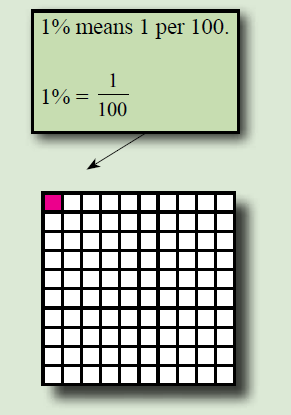 1% means 1 per 100.
1% = 1/100